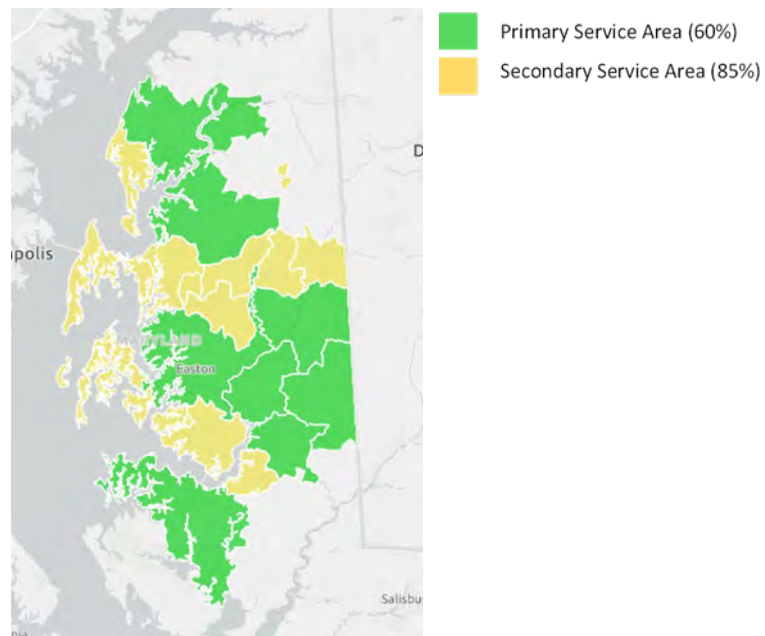 Primary Service Area (60%)
Secondary Service Area (85%)
D
polis
MARYLAND
Easton
Salisbu